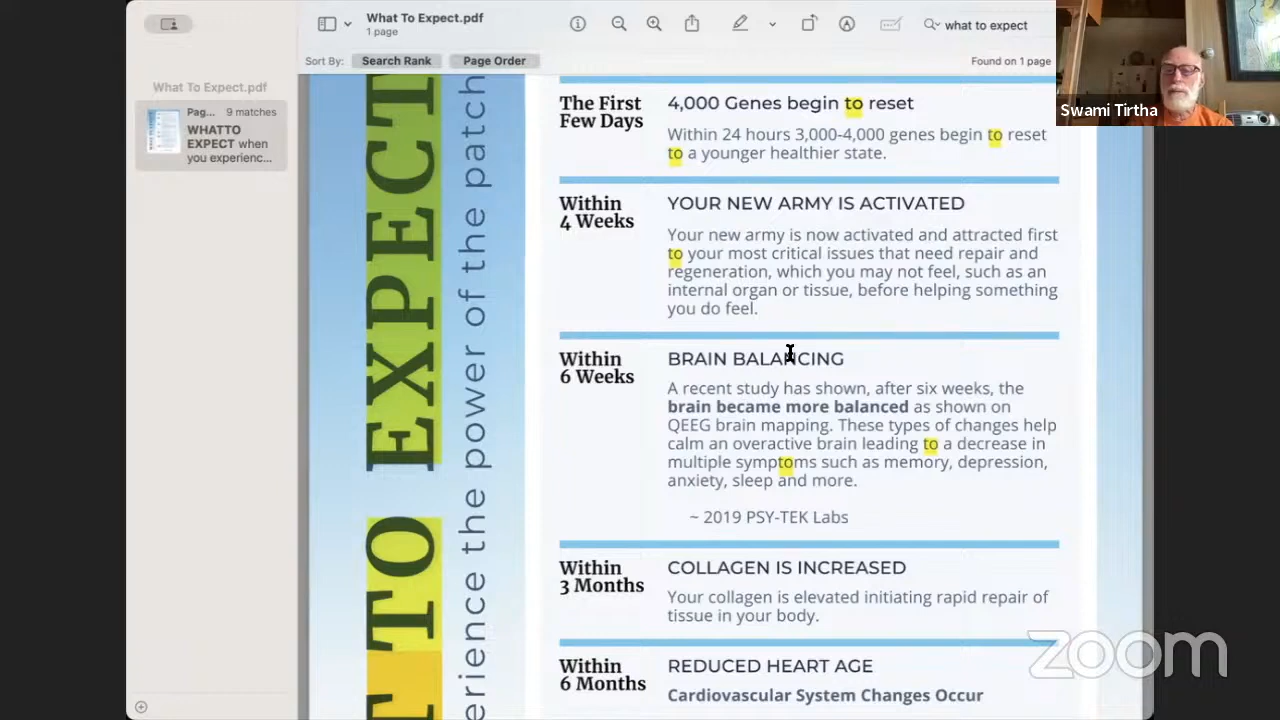 What To Expect.pdf
1 page
what to expect
Sort By:
Search Rank
Page Order
Found on 1 page
What To Expect.pdf
Pag... 9 matches
WHATTO
EXPECT when
you experienc...
T TO EXPECT
erience the power of the patch
The First
Few Days
4,000 Genes begin to reset
Within 24 hours 3,000-4,000 genes begin to reset
to a younger healthier state.
Within
4 Weeks
YOUR NEW ARMY IS ACTIVATED
Your new army is now activated and attracted first
to your most critical issues that need repair and
regeneration, which you may not feel, such as an
internal organ or tissue, before helping something
you do feel.
Within
6 Weeks
BRAIN BALANCING
A recent study has shown, after six weeks, the
brain became more balanced as shown on
QEEG brain mapping. These types of changes help
calm an overactive brain leading to a decrease in
multiple symptoms such as memory, depression,
anxiety, sleep and more.
~ 2019 PSY-TEK Labs
Within
3 Months
COLLAGEN IS INCREASED
Your collagen is elevated initiating rapid repair of
tissue in your body.
Within
6 Months
REDUCED HEART AGE
Cardiovascular System Changes Occur
Swami Tirtha
zoom